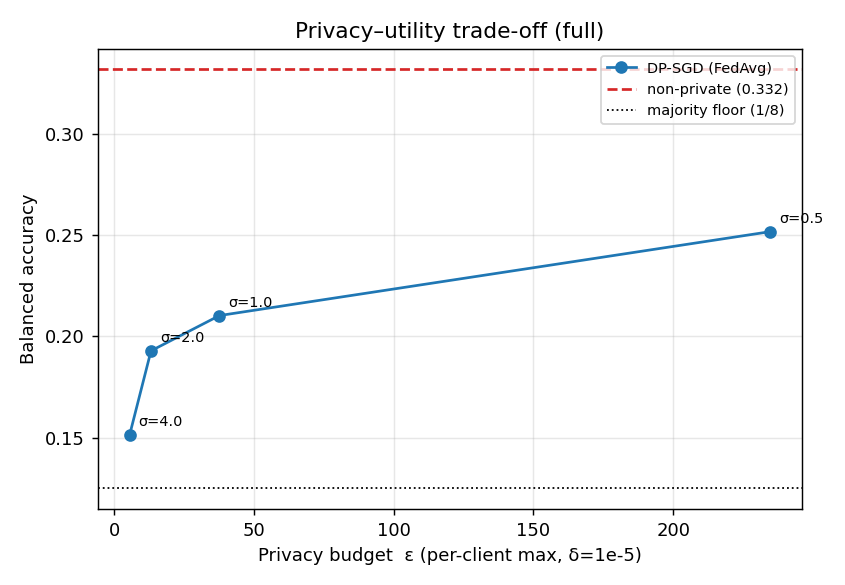 Privacy–utility trade-off (full)
DP-SGD (FedAvg)
non-private (0.332)
majority floor (1/8)
Balanced accuracy
0.30
0.25
0.20
0.15
σ=0.5
σ=1.0
σ=2.0
σ=4.0
0 50 100 150 200
Privacy budget ε (per-client max, δ=1e-5)